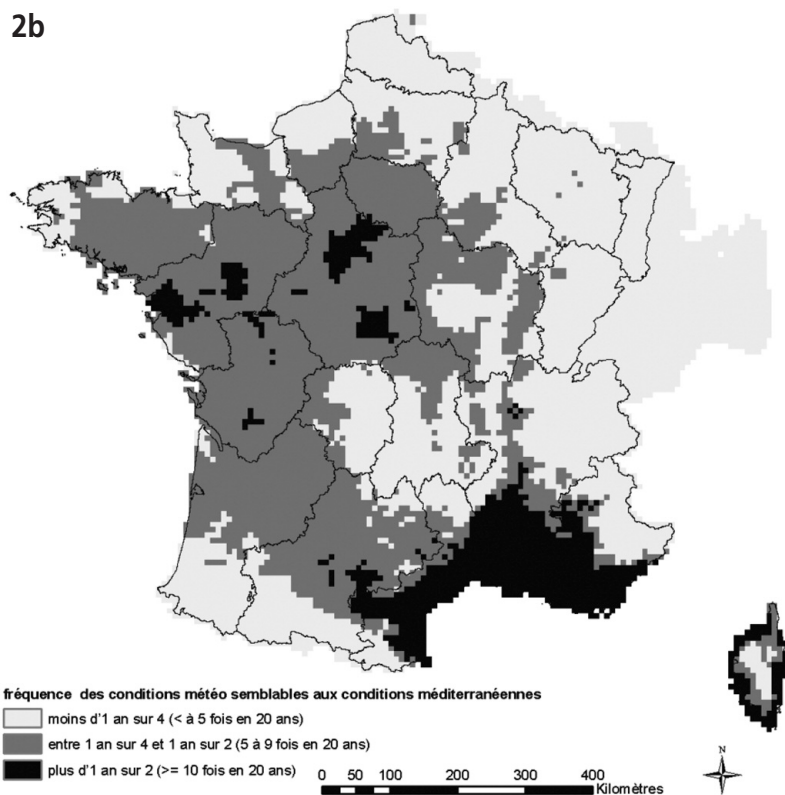 2b
fréquence des conditions météo semblables aux conditions méditerranéennes
moins d'1 an sur 4 (< à 5 fois en 20 ans)
entre 1 an sur 4 et 1 an sur 2 (5 à 9 fois en 20 ans)
plus d'1 an sur 2 (>= 10 fois en 20 ans)
0 50 100 200 300 400
Kilomètres
N